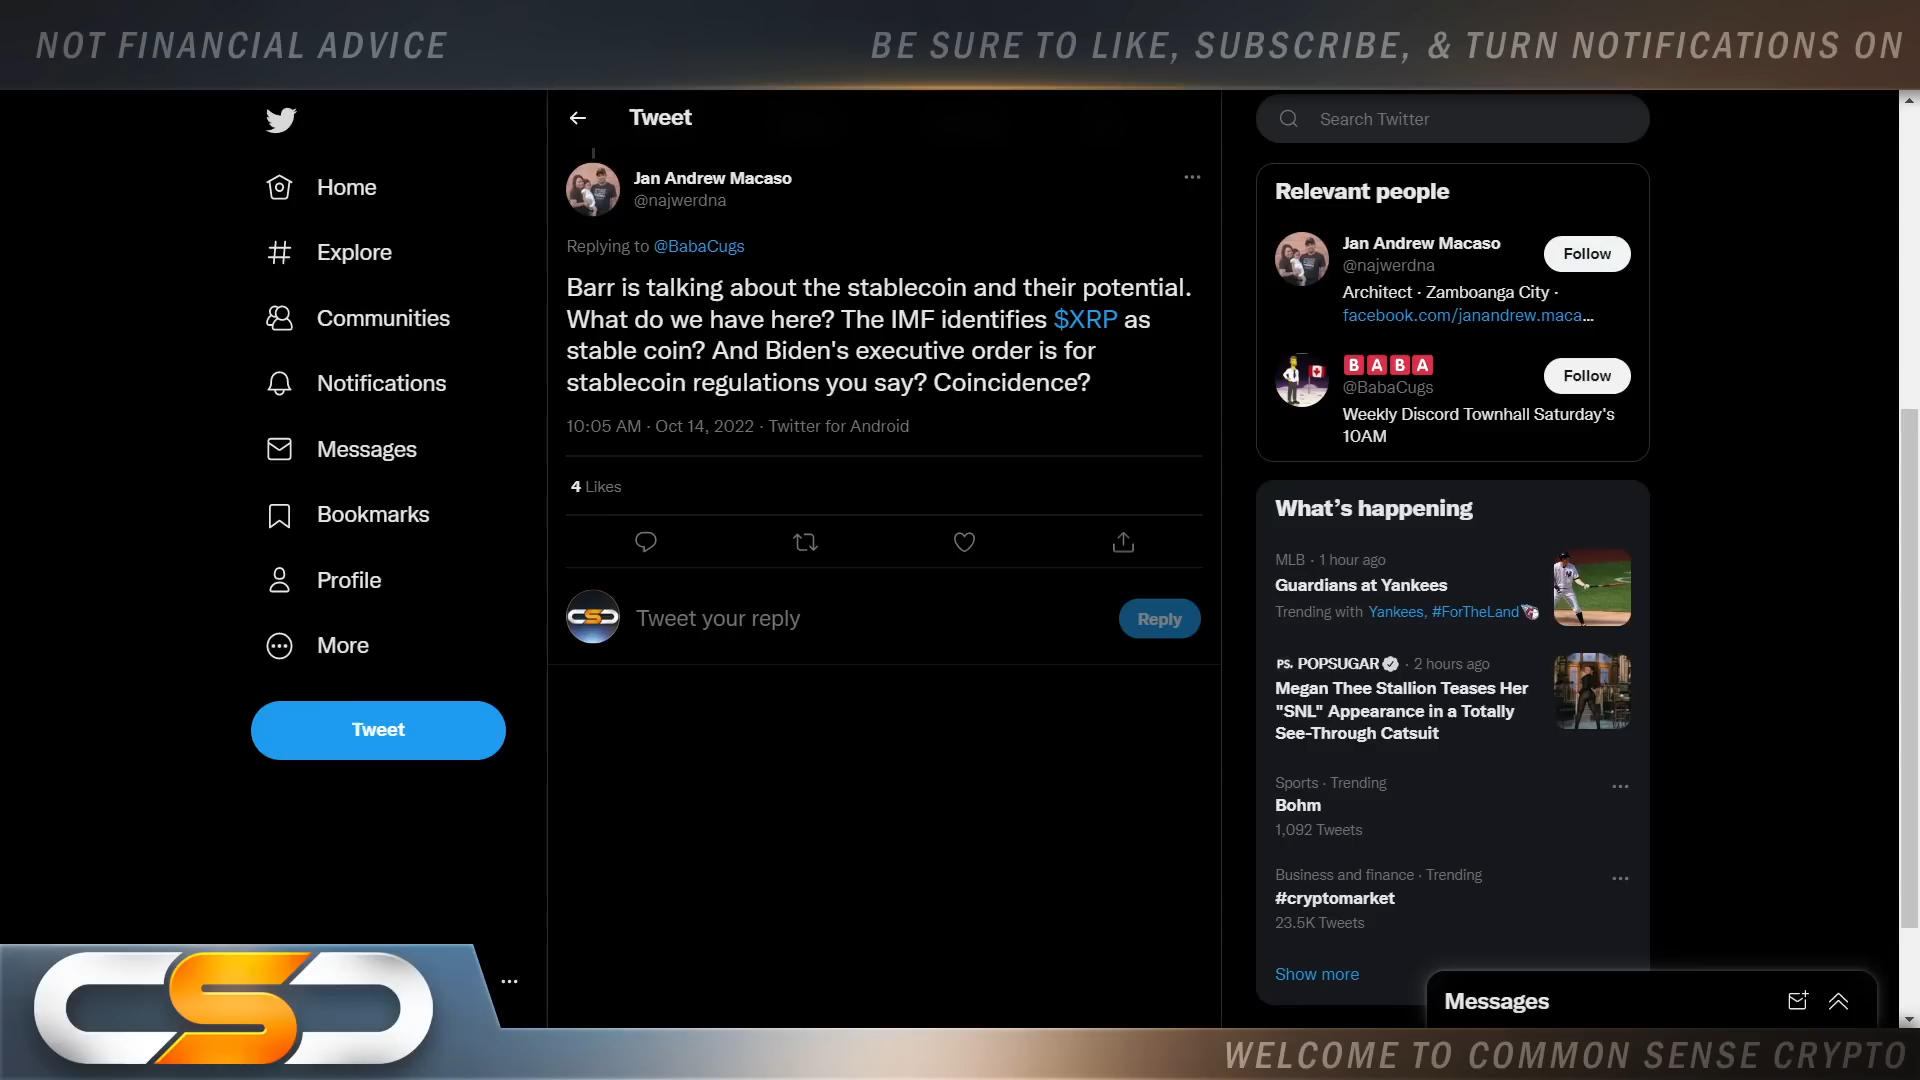 NOT FINANCIAL ADVICE
BE SURE TO LIKE, SUBSCRIBE, & TURN NOTIFICATIONS ON
Home
Explore
Communities
Notifications
Messages
Bookmarks
Profile
More
Tweet
Tweet
Jan Andrew Macaso
@najwerdna
Replying to @BabaCugs
Barr is talking about the stablecoin and their potential.
What do we have here? The IMF identifies $XRP as
stable coin? And Biden's executive order is for
stablecoin regulations you say? Coincidence?
10:05 AM · Oct 14, 2022 · Twitter for Android
4 Likes
CSC
Tweet your reply
Reply
Search Twitter
Relevant people
Jan Andrew Macaso
@najwerdna
Follow
Architect · Zamboanga City ·
facebook.com/janandrew.maca...
BABA
@BabaCugs
Follow
Weekly Discord Townhall Saturday's
10AM
What's happening
MLB · 1 hour ago
Guardians at Yankees
Trending with Yankees, #ForTheLand
PS. POPSUGAR · 2 hours ago
Megan Thee Stallion Teases Her
"SNL" Appearance in a Totally
See-Through Catsuit
Sports · Trending
Bohm
1,092 Tweets
Business and finance · Trending
#cryptomarket
23.5K Tweets
Show more
Messages
CSC
WELCOME TO COMMON SENSE CRYPTO